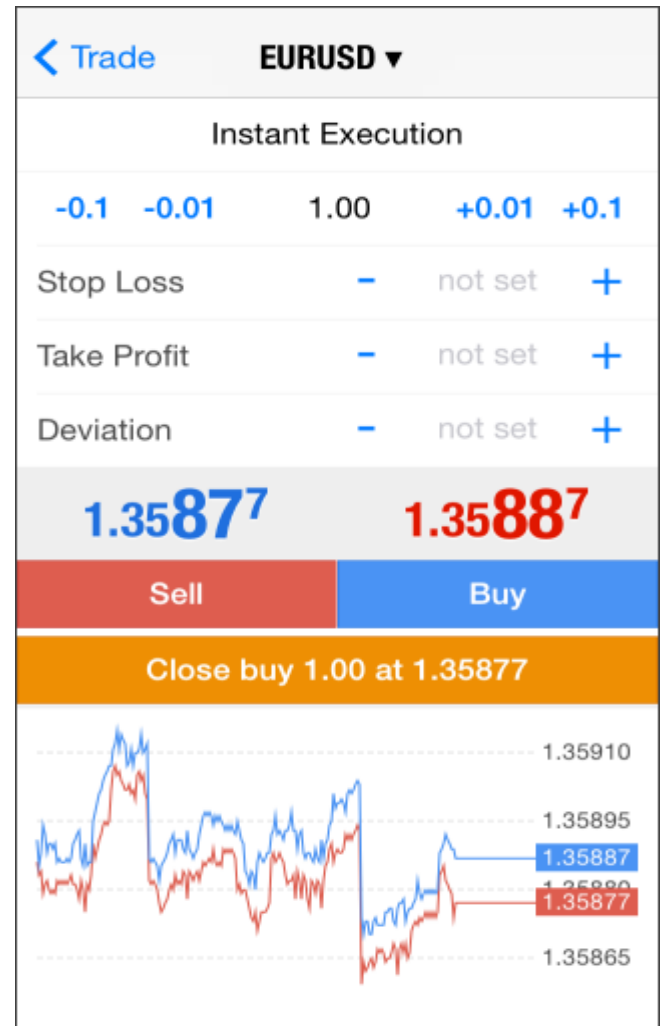 Trade EURUSD ▼
Instant Execution
-0.1 -0.01 1.00 +0.01 +0.1
Stop Loss - not set +
Take Profit - not set +
Deviation - not set +
1.35877 1.35887
Sell Buy
Close buy 1.00 at 1.35877
1.35910
1.35895
1.35887
1.35880
1.35877
1.35865